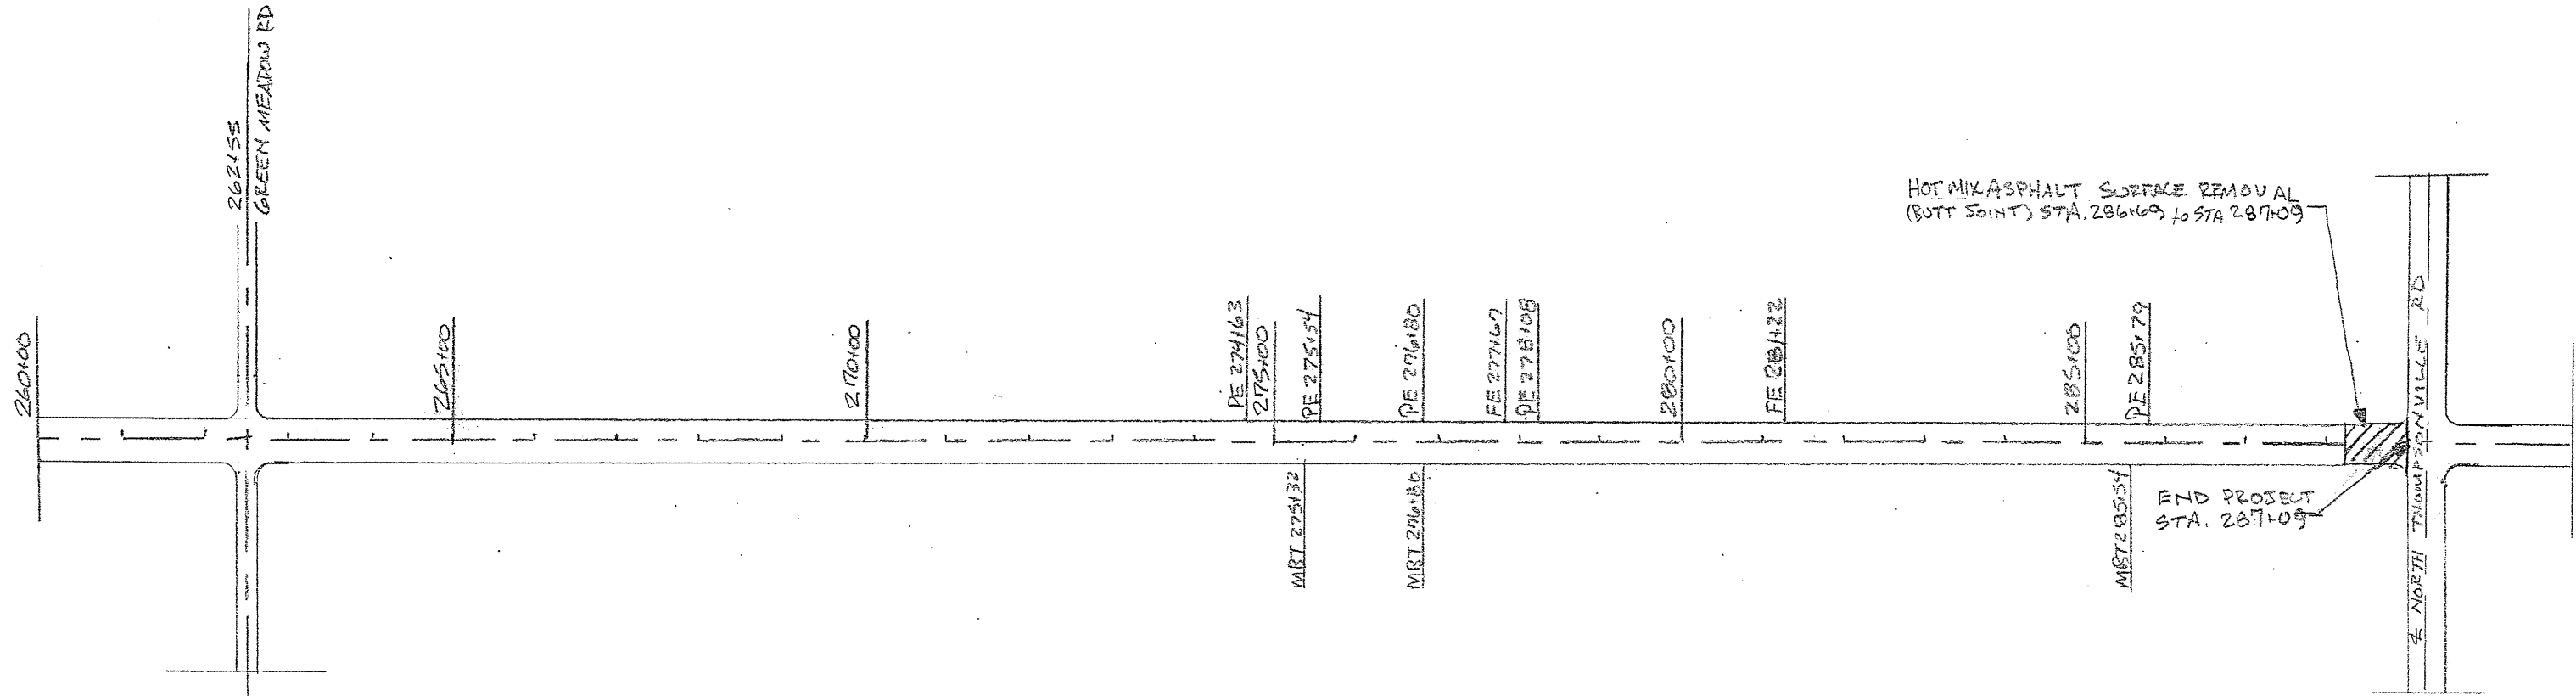 260+00
262+55
GREEN MEADOW RD
265+00
270+00
PE 274+63
275+00
PE 275+54
PE 276+80
FE 277+67
PE 278+08
280+00
FE 281+22
285+00
PE 285+79
HOT MIX ASPHALT SURFACE REMOVAL
(BUTT JOINT) STA. 286+69 to STA 287+09
MBT 275+32
MBT 276+80
MBT 285+54
END PROJECT
STA. 287+09
℄ NORTH THOMPSONVILLE RD